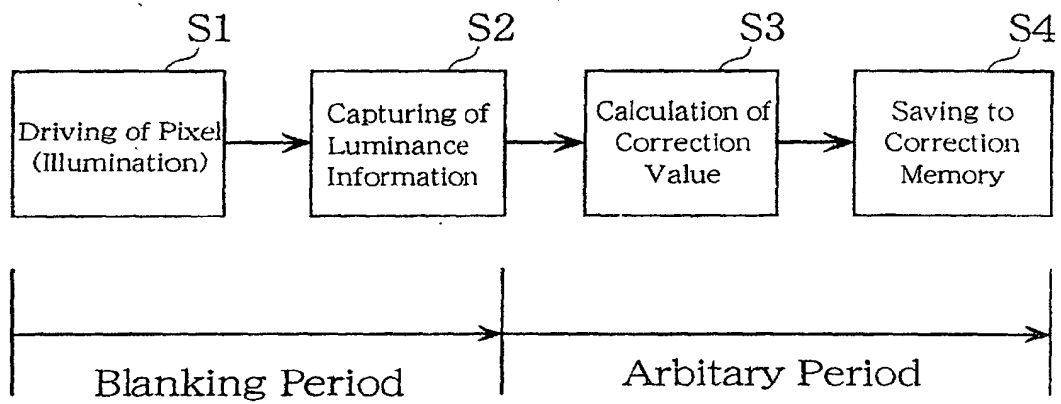 S1
S2
S3
S4
Driving of Pixel
(Illumination)
Capturing of
Luminance
Information
Calculation of
Correction
Value
Saving to
Correction
Memory
Blanking Period
Arbitary Period